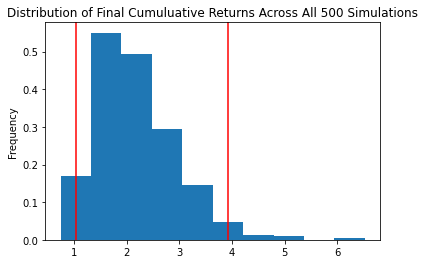 Distribution of Final Cumuluative Returns Across All 500 Simulations
Frequency
0.5
0.4
0.3
0.2
0.1
0.0
1 2 3 4 5 6